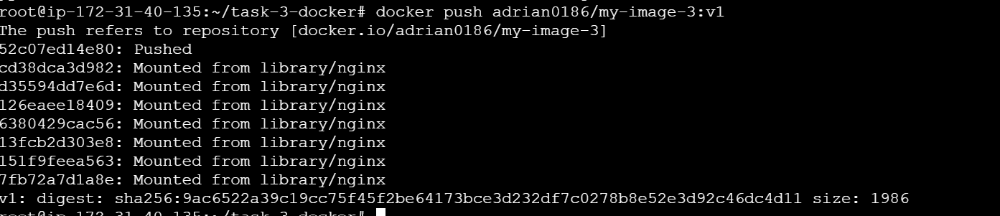 root@ip-172-31-40-135:~/task-3-docker# docker push adrian0186/my-image-3:v1
The push refers to repository [docker.io/adrian0186/my-image-3]
52c07ed14e80: Pushed
cd38dca3d982: Mounted from library/nginx
d35594dd7e6d: Mounted from library/nginx
126eaee18409: Mounted from library/nginx
6380429cac56: Mounted from library/nginx
13fcb2d303e8: Mounted from library/nginx
151f9feea563: Mounted from library/nginx
7fb72a7d1a8e: Mounted from library/nginx
v1: digest: sha256:9ac6522a39c19cc75f45f2be64173bce3d232df7c0278b8e52e3d92c46dc4d11 size: 1986
root@ip-172-31-40-135:~/task-3-docker#